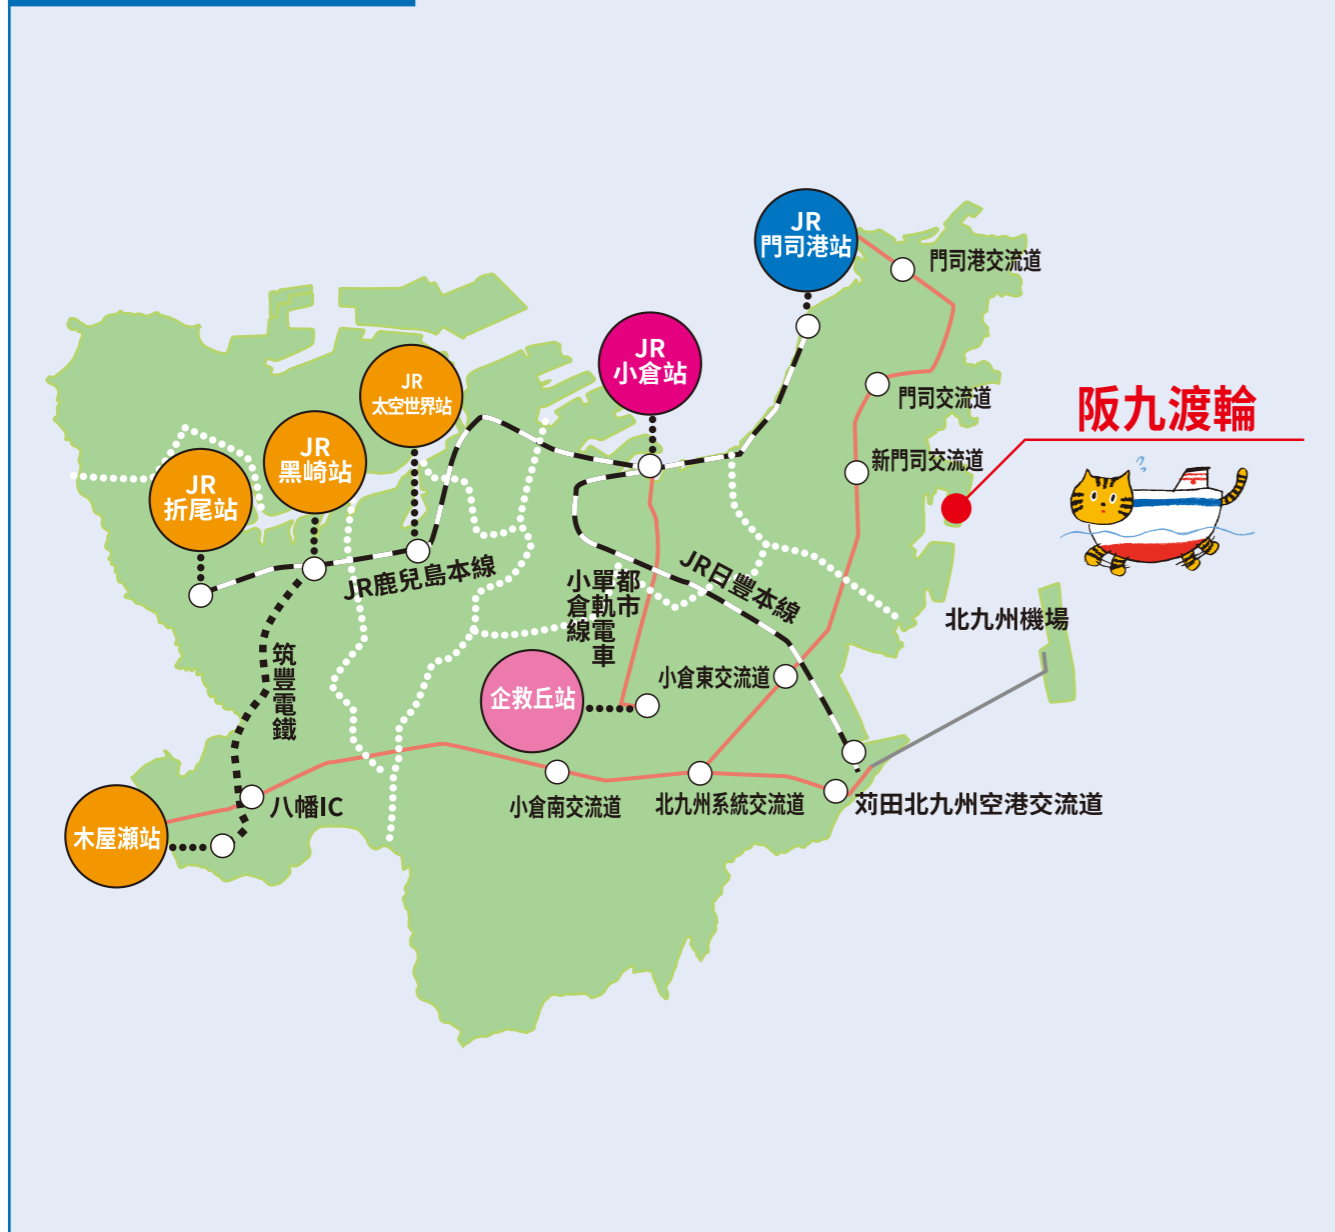 JR
門司港站
門司港交流道
JR
小倉站
JR
太空世界站
門司交流道
阪九渡輪
JR
黑崎站
新門司交流道
JR
折尾站
JR鹿兒島本線
JR日豐本線
都市
單軌電車
小倉線
北九州機場
筑豐電鐵
小倉東交流道
企救丘站
八幡IC
小倉南交流道
北九州系統交流道
苅田北九州空港交流道
木屋瀬站